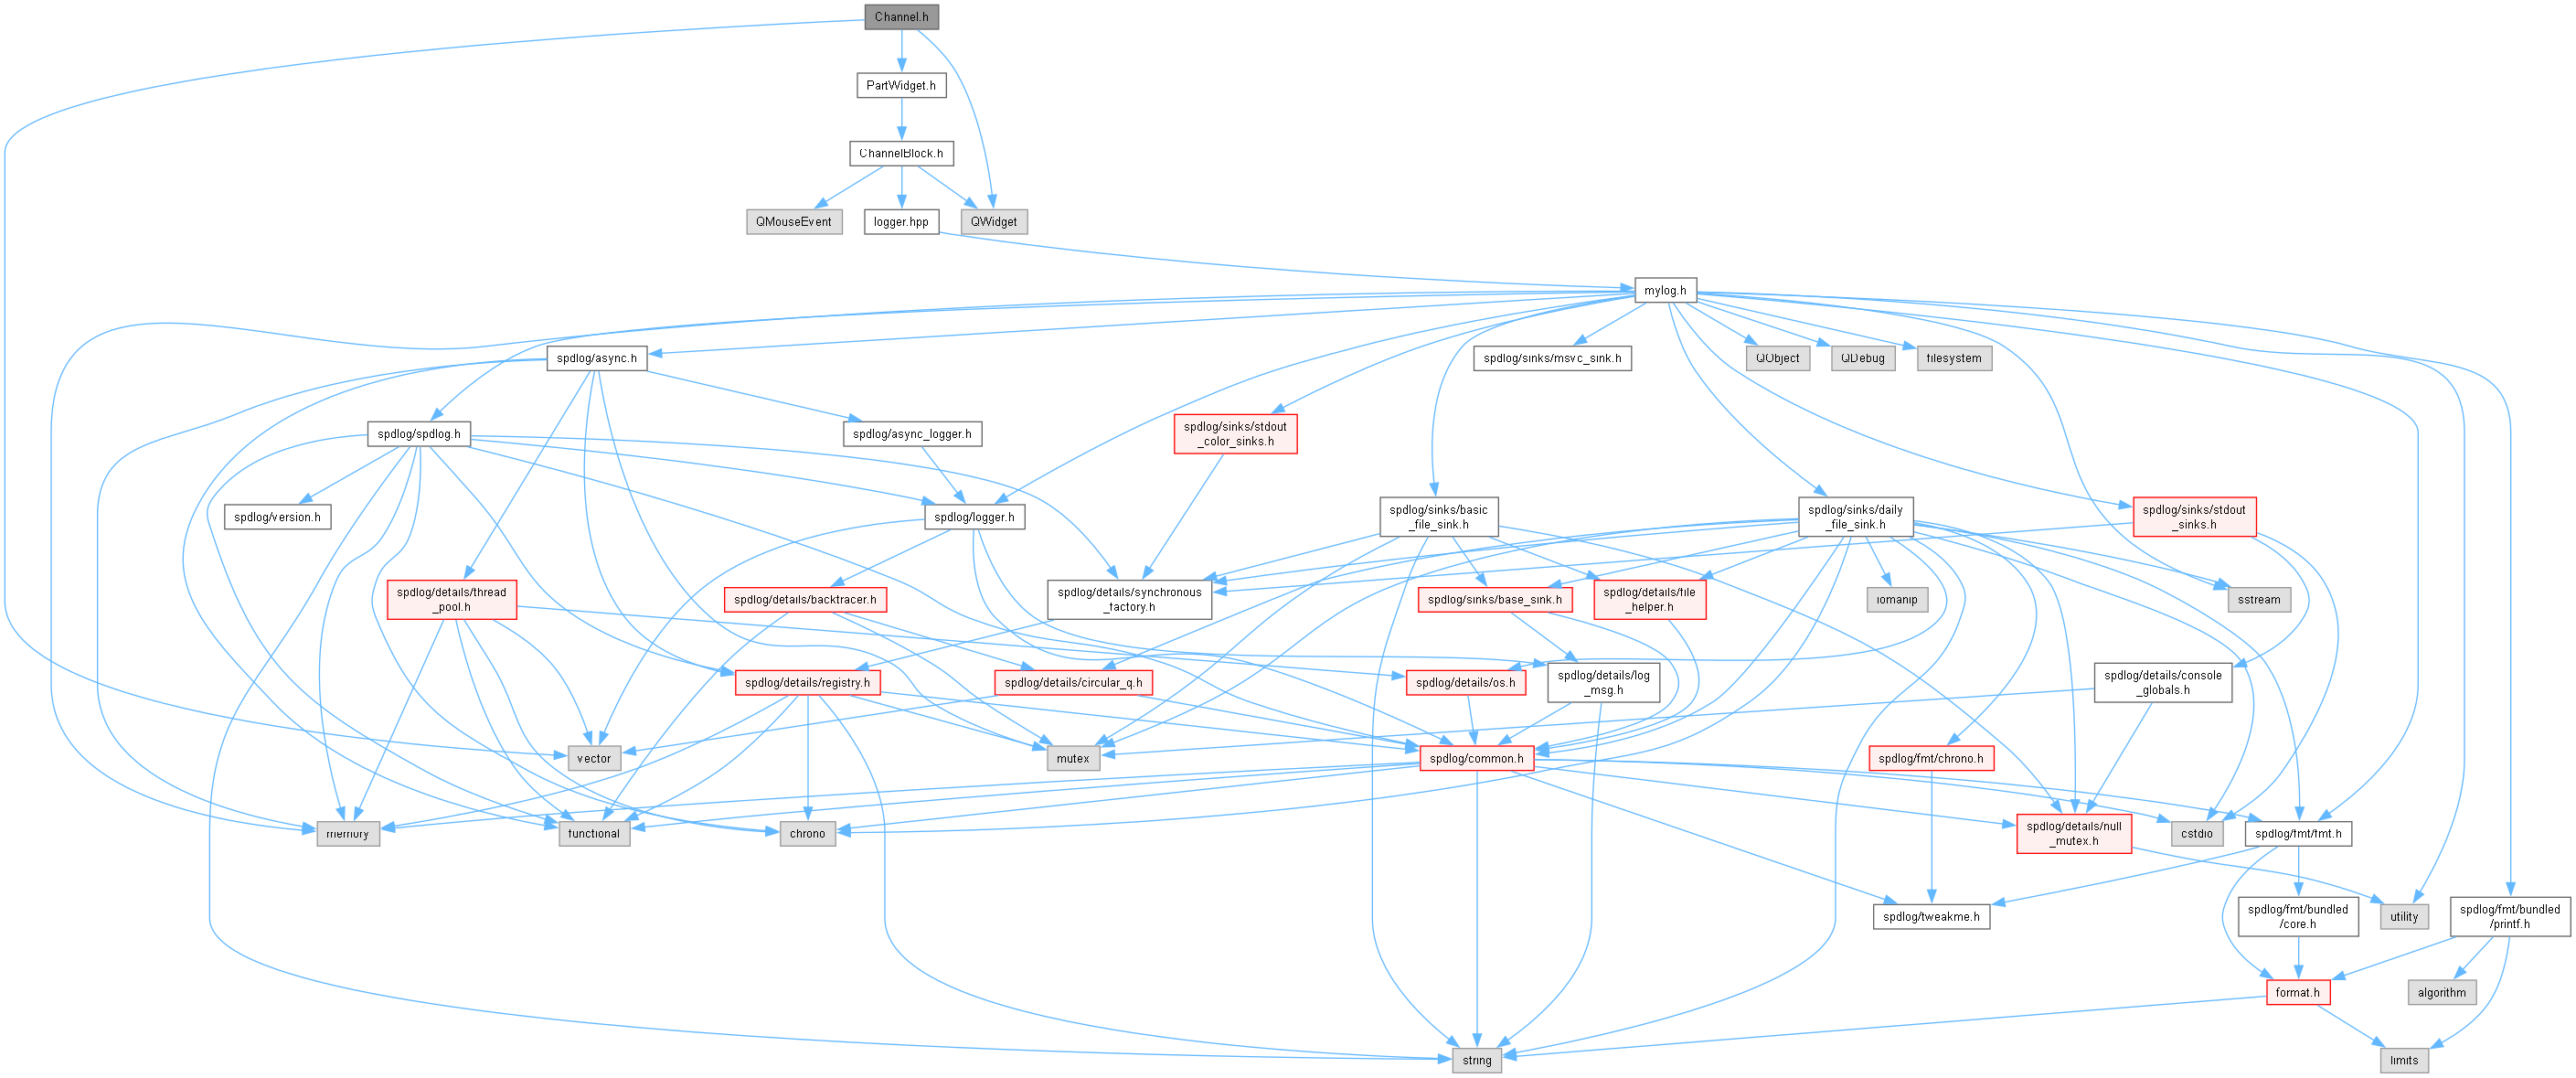 Channel.h
PartWidget.h
ChannelBlock.h
QMouseEvent
logger.hpp
QWidget
mylog.h
spdlog/async.h
spdlog/sinks/msvc_sink.h
QObject
QDebug
filesystem
spdlog/spdlog.h
spdlog/async_logger.h
spdlog/sinks/stdout
_color_sinks.h
spdlog/version.h
spdlog/logger.h
spdlog/sinks/basic
_file_sink.h
spdlog/sinks/daily
_file_sink.h
spdlog/sinks/stdout
_sinks.h
spdlog/details/thread
_pool.h
spdlog/details/backtracer.h
spdlog/details/synchronous
_factory.h
spdlog/sinks/base_sink.h
spdlog/details/file
_helper.h
iomanip
sstream
spdlog/details/registry.h
spdlog/details/circular_q.h
spdlog/details/os.h
spdlog/details/log
_msg.h
spdlog/details/console
_globals.h
vector
mutex
spdlog/common.h
spdlog/fmt/chrono.h
memory
functional
chrono
spdlog/details/null
_mutex.h
cstdio
spdlog/fmt/fmt.h
spdlog/tweakme.h
spdlog/fmt/bundled
/core.h
utility
spdlog/fmt/bundled
/printf.h
format.h
algorithm
string
limits